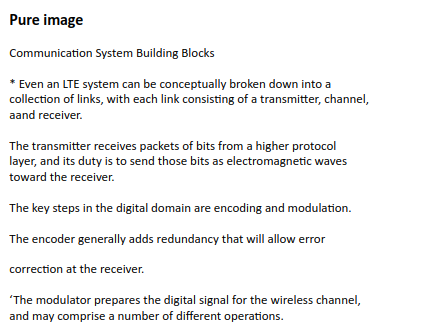 Pure image
Communication System Building Blocks
* Even an LTE system can be conceptually broken down into a
collection of links, with each link consisting of a transmitter, channel,
aand receiver.
The transmitter receives packets of bits from a higher protocol
layer, and its duty is to send those bits as electromagnetic waves
toward the receiver.
The key steps in the digital domain are encoding and modulation.
The encoder generally adds redundancy that will allow error
correction at the receiver.
‘The modulator prepares the digital signal for the wireless channel,
and may comprise a number of different operations.